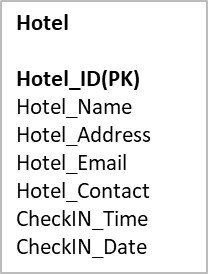 Hotel
Hotel_ID(PK)
Hotel_Name
Hotel_Address
Hotel_Email
Hotel_Contact
CheckIN_Time
CheckIN_Date